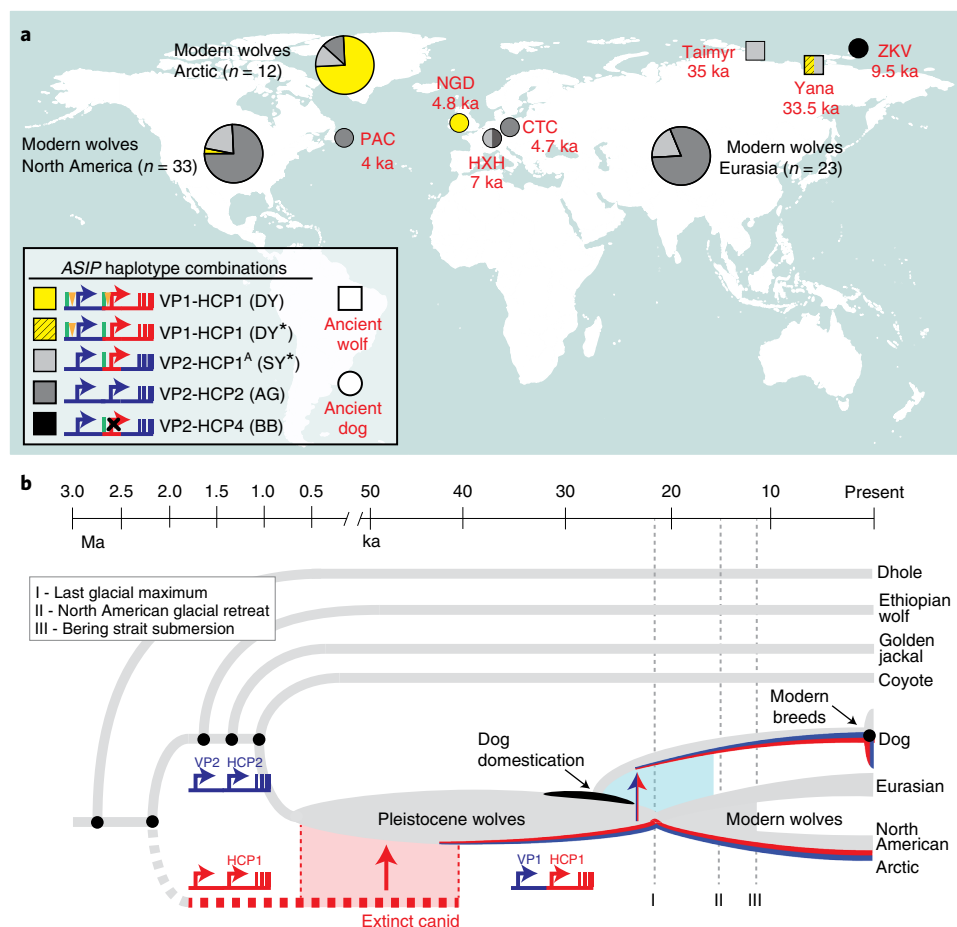 a
Modern wolves
Arctic (n = 12)
Modern wolves
North America (n = 33)
PAC
4 ka
NGD
4.8 ka
CTC
4.7 ka
HXH
7 ka
Taimyr
35 ka
Yana
33.5 ka
ZKV
9.5 ka
Modern wolves
Eurasia (n = 23)
ASIP haplotype combinations
VP1-HCP1 (DY)
VP1-HCP1 (DY*)
VP2-HCP1A (SY*)
VP2-HCP2 (AG)
VP2-HCP4 (BB)
Ancient
wolf
Ancient
dog
b
3.0 2.5 2.0 1.5 1.0 0.5 50 40 30 20 10 Present
Ma ka
I - Last glacial maximum
II - North American glacial retreat
III - Bering strait submersion
Dhole
Ethiopian
wolf
Golden
jackal
Coyote
Modern
breeds
Dog
domestication
Dog
VP2 HCP2
Eurasian
Pleistocene wolves
Modern wolves
North
American
Arctic
HCP1
VP1 HCP1
Extinct canid
I II III